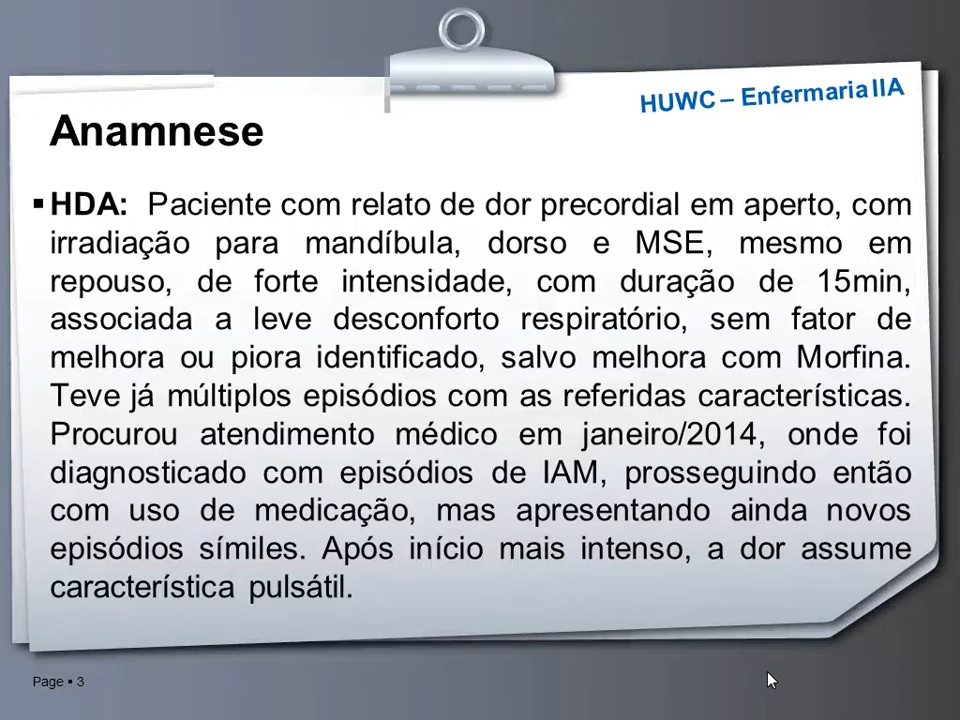 HUWC – Enfermaria IIA
Anamnese
▪ HDA: Paciente com relato de dor precordial em aperto, com
irradiação para mandíbula, dorso e MSE, mesmo em
repouso, de forte intensidade, com duração de 15min,
associada a leve desconforto respiratório, sem fator de
melhora ou piora identificado, salvo melhora com Morfina.
Teve já múltiplos episódios com as referidas características.
Procurou atendimento médico em janeiro/2014, onde foi
diagnosticado com episódios de IAM, prosseguindo então
com uso de medicação, mas apresentando ainda novos
episódios símiles. Após início mais intenso, a dor assume
característica pulsátil.
Page ▪ 3